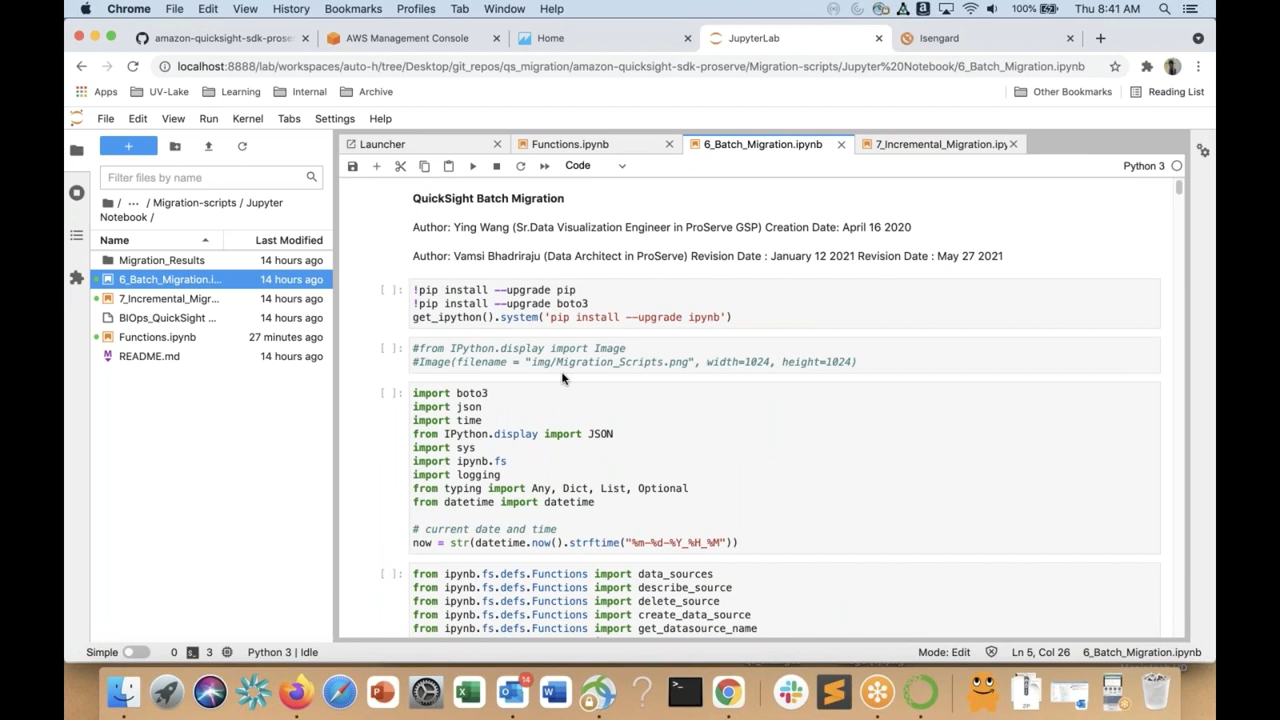 Chrome File Edit View History Bookmarks Profiles Tab Window Help 100% Thu 8:41 AM
amazon-quicksight-sdk-proserv
AWS Management Console
Home
JupyterLab
Isengard
localhost:8888/lab/workspaces/auto-h/tree/Desktop/git_repos/qs_migration/amazon-quicksight-sdk-proserve/Migration-scripts/Jupyter%20Notebook/6_Batch_Migration.ipynb
Apps UV-Lake Learning Internal Archive Other Bookmarks Reading List
File Edit View Run Kernel Tabs Settings Help
Launcher
Functions.ipynb
6_Batch_Migration.ipynb
7_Incremental_Migration.ipy
Code
Python 3
Filter files by name
/ ··· / Migration-scripts / Jupyter
Notebook /
Name Last Modified
Migration_Results 14 hours ago
6_Batch_Migration.i... 14 hours ago
7_Incremental_Migr... 14 hours ago
BIOps_QuickSight ... 14 hours ago
Functions.ipynb 27 minutes ago
README.md 14 hours ago
QuickSight Batch Migration
Author: Ying Wang (Sr.Data Visualization Engineer in ProServe GSP) Creation Date: April 16 2020
Author: Vamsi Bhadriraju (Data Architect in ProServe) Revision Date : January 12 2021 Revision Date : May 27 2021
[ ]: !pip install --upgrade pip
!pip install --upgrade boto3
get_ipython().system('pip install --upgrade ipynb')
[ ]: #from IPython.display import Image
#Image(filename = "img/Migration_Scripts.png", width=1024, height=1024)
[ ]: import boto3
import json
import time
from IPython.display import JSON
import sys
import ipynb.fs
import logging
from typing import Any, Dict, List, Optional
from datetime import datetime
# current date and time
now = str(datetime.now().strftime("%m-%d-%Y_%H_%M"))
[ ]: from ipynb.fs.defs.Functions import data_sources
from ipynb.fs.defs.Functions import describe_source
from ipynb.fs.defs.Functions import delete_source
from ipynb.fs.defs.Functions import create_data_source
from ipynb.fs.defs.Functions import get_datasource_name
Simple 0 3 Python 3 | Idle Mode: Edit Ln 5, Col 26 6_Batch_Migration.ipynb
14
ZIP